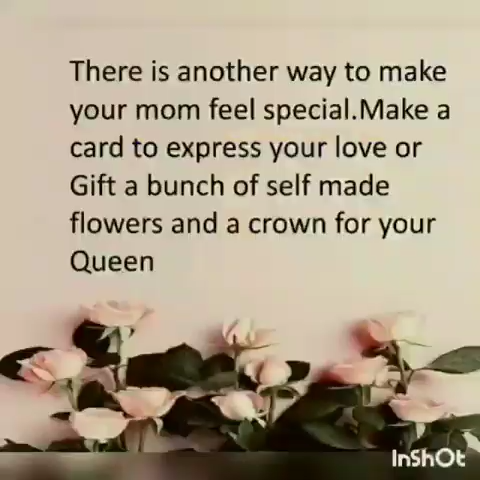 There is another way to make
your mom feel special.Make a
card to express your love or
Gift a bunch of self made
flowers and a crown for your
Queen
InShOt